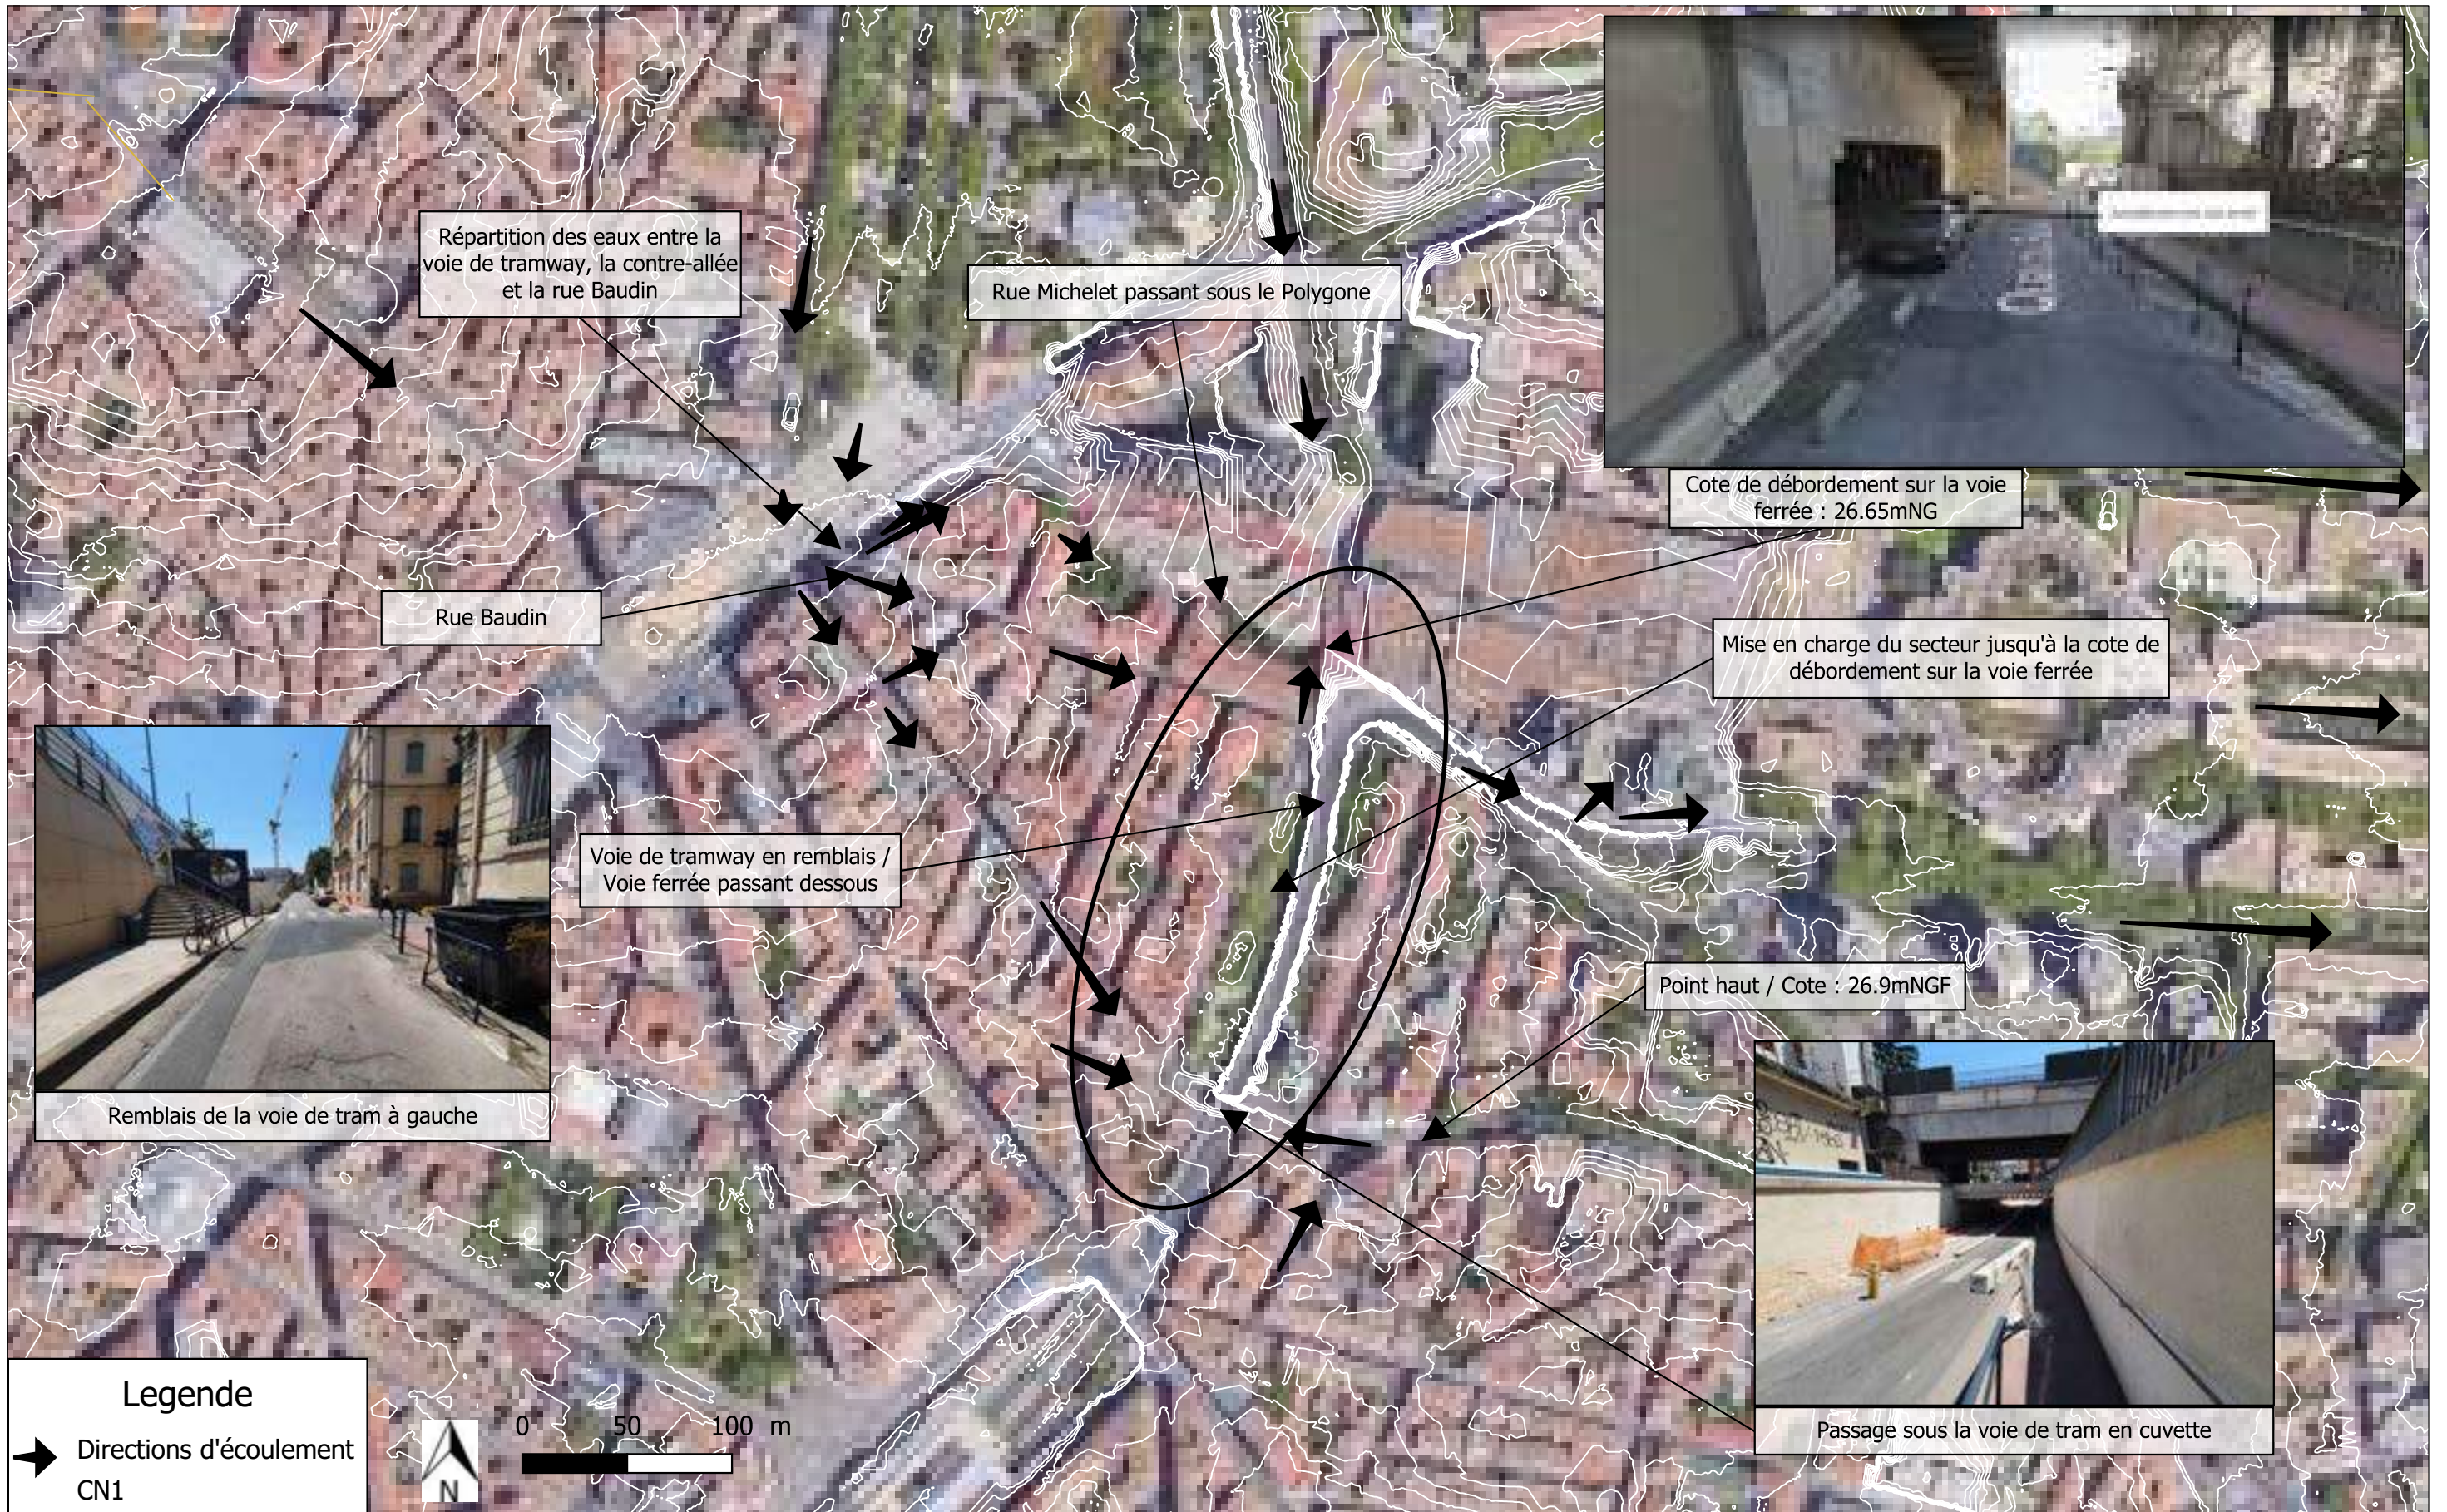 Répartition des eaux entre la
voie de tramway, la contre-allée
et la rue Baudin
Rue Michelet passant sous le Polygone
Cote de débordement sur la voie
ferrée : 26.65mNG
Rue Baudin
Mise en charge du secteur jusqu'à la cote de
débordement sur la voie ferrée
Voie de tramway en remblais /
Voie ferrée passant dessous
Point haut / Cote : 26.9mNGF
Remblais de la voie de tram à gauche
Passage sous la voie de tram en cuvette
Legende
Directions d'écoulement
CN1
N
0 50 100 m